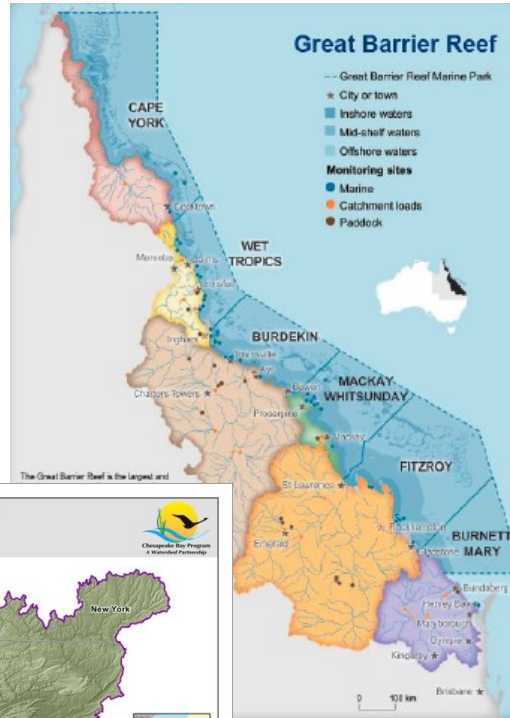 Great Barrier Reef
Great Barrier Reef Marine Park
City or town
Inshore waters
Mid-shelf waters
Offshore waters
Monitoring sites
Marine
Catchment loads
Paddock
CAPE
YORK
Cooktown
WET
TROPICS
Mareeba
Cairns
Innisfail
Ingham
BURDEKIN
Townsville
Ayr
Charters Towers
Bowen
MACKAY
WHITSUNDAY
Proserpine
Mackay
FITZROY
St Lawrence
Rockhampton
Emerald
Gladstone
BURNETT
MARY
Bundaberg
Hervey Bay
Maryborough
Gympie
Kingaroy
Brisbane
0 100 km
The Great Barrier Reef is the largest and
Chesapeake Bay Program
A Watershed Partnership
New York